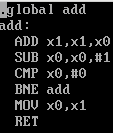 .global add
add:
ADD x1,x1,x0
SUB x0,x0,#1
CMP x0,#0
BNE add
MOV x0,x1
RET